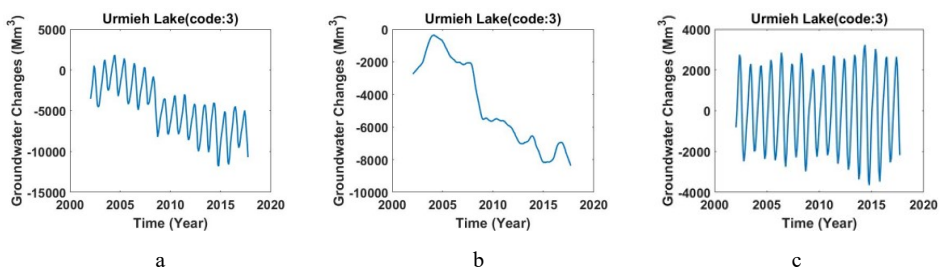 Urmieh Lake(code:3)
Groundwater Changes (Mm³)
5000
0
-5000
-10000
-15000
2000 2005 2010 2015 2020
Time (Year)
a
Urmieh Lake(code:3)
Groundwater Changes (Mm³)
0
-2000
-4000
-6000
-8000
-10000
2000 2005 2010 2015 2020
Time (Year)
b
Urmieh Lake(code:3)
Groundwater Changes (Mm³)
4000
2000
0
-2000
-4000
2000 2005 2010 2015 2020
Time (Year)
c